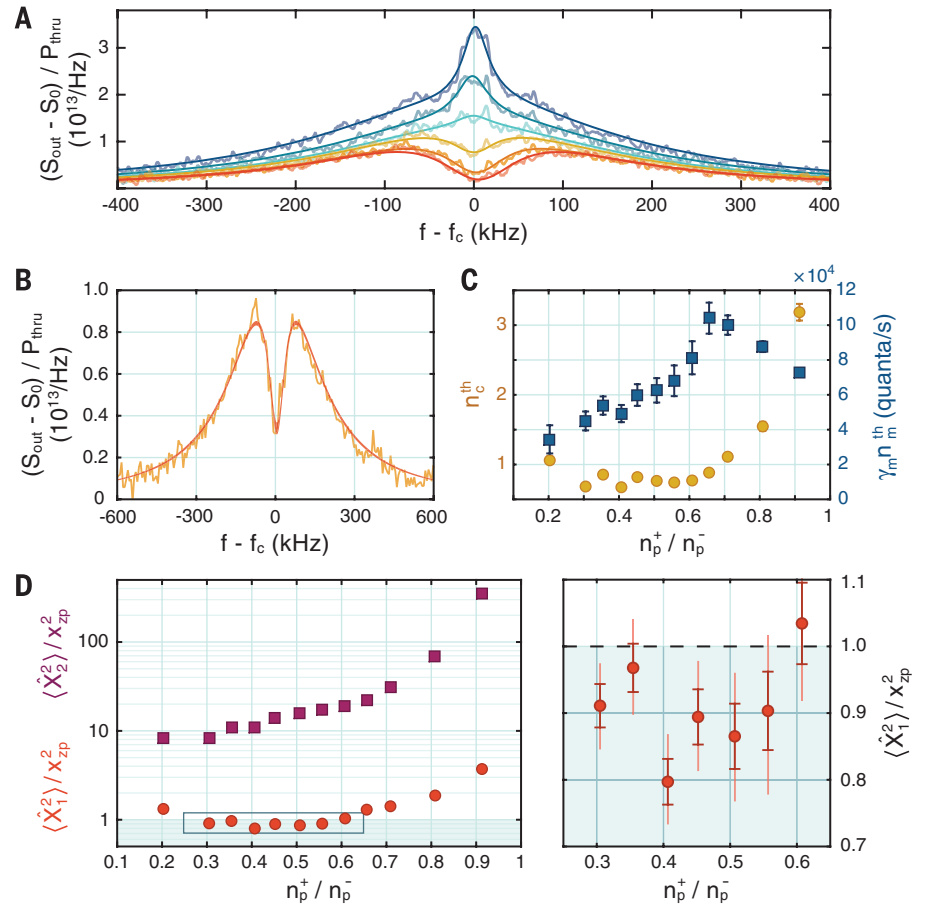 A
(S_out - S_0) / P_thru
(10^13/Hz)
3
2
1
-400 -300 -200 -100 0 100 200 300 400
f - f_c (kHz)
B
(S_out - S_0) / P_thru
(10^13/Hz)
1.0
0.8
0.6
0.4
0.2
0
-600 -300 0 300 600
f - f_c (kHz)
C
n_c^th
3
2
1
×10^4
12
10
8
6
4
2
0
γ_m n_m^th (quanta/s)
0.2 0.4 0.6 0.8 1
n_p^+ / n_p^-
D
⟨X̂_2^2⟩/x_zp^2
⟨X̂_1^2⟩/x_zp^2
100
10
1
0.1 0.2 0.3 0.4 0.5 0.6 0.7 0.8 0.9 1
n_p^+ / n_p^-
1.1
1.0
0.9
0.8
0.7
⟨X̂_1^2⟩/x_zp^2
0.3 0.4 0.5 0.6
n_p^+ / n_p^-